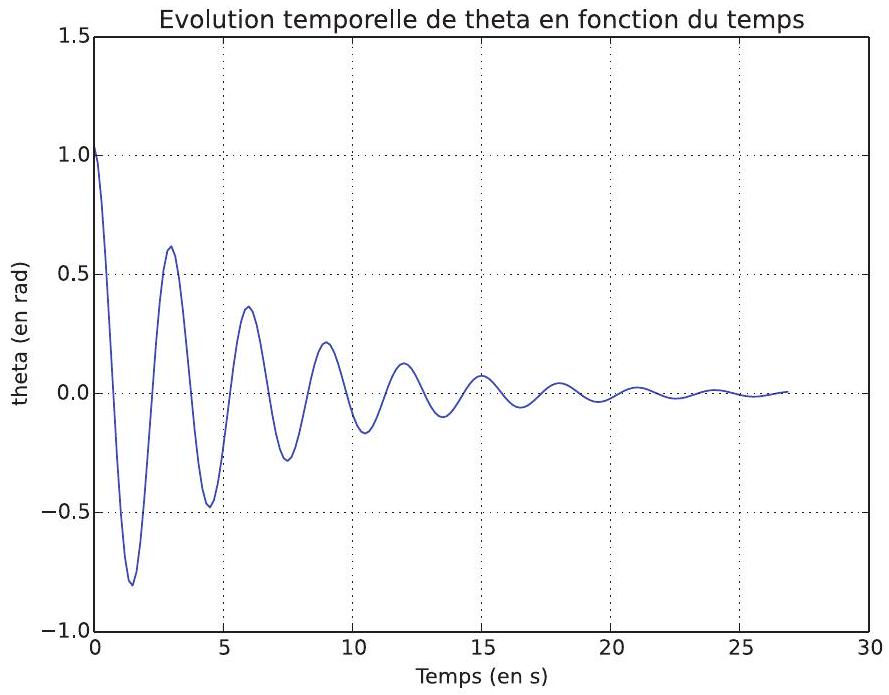 Evolution temporelle de theta en fonction du temps
1.5
1.0
0.5
0.0
−0.5
−1.0
theta (en rad)
0 5 10 15 20 25 30
Temps (en s)